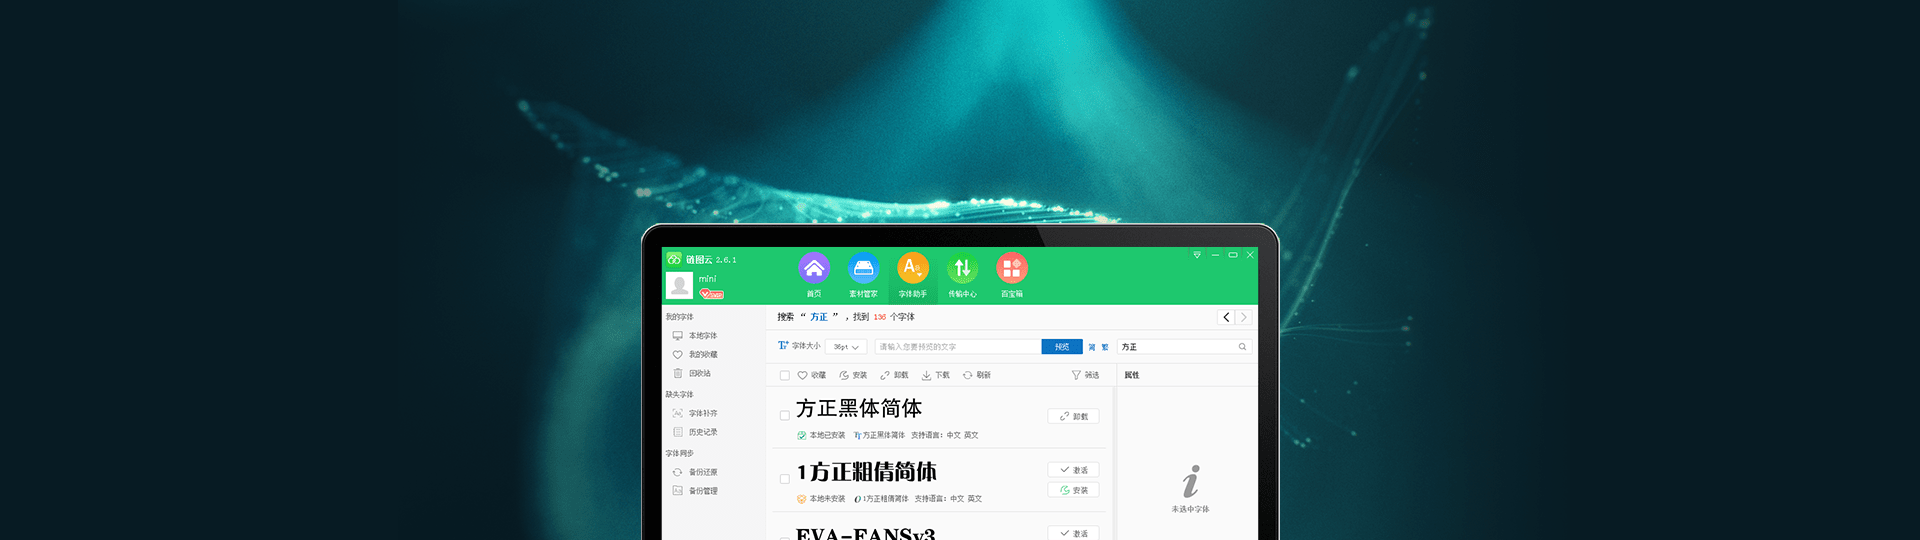 链图云 2.6.1
mini
首页 素材管家 字体助手 传输中心 百宝箱
我的字体
本地字体
我的收藏
回收站
缺失字体
字体补齐
历史记录
字体同步
备份还原
备份管理
搜索 “ 方正 ” ，找到 136 个字体
字体大小 36pt 请输入您要预览的文字 预览 简 繁 方正
收藏 安装 卸载 下载 刷新 筛选 属性
方正黑体简体
卸载
本地已安装 方正黑体简体 支持语言：中文 英文
1方正粗倩简体
激活
安装
本地未安装 1方正粗倩简体 支持语言：中文 英文
EVA-FANSv3
激活
未选中字体